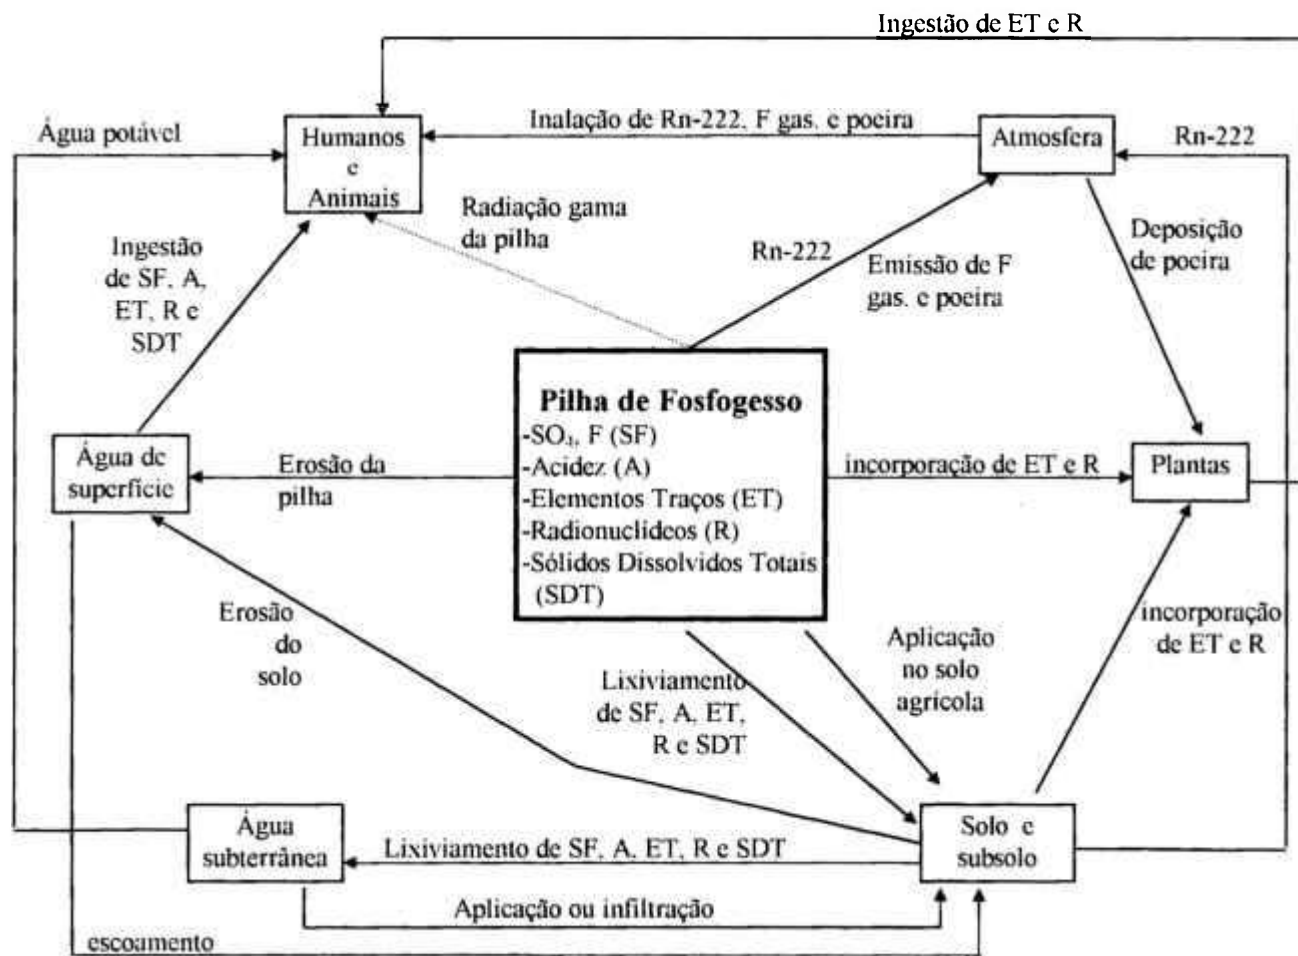 Ingestão de ET e R
Água potável
Humanos
e
Animais
Inalação de Rn-222, F gas. e poeira
Atmosfera
Rn-222
Ingestão
de SF, A,
ET, R e
SDT
Radiação gama
da pilha
Rn-222
Emissão de F
gas. e poeira
Deposição
de poeira
Pilha de Fosfogesso
-SO₄, F (SF)
-Acidez (A)
-Elementos Traços (ET)
-Radionuclídeos (R)
-Sólidos Dissolvidos Totais
(SDT)
Água de
superfície
Erosão da
pilha
incorporação de ET e R
Plantas
Erosão
do
solo
Lixiviamento
de SF, A, ET,
R e SDT
Aplicação
no solo
agrícola
incorporação
de ET e R
Água
subterrânea
Lixiviamento de SF, A, ET, R e SDT
Solo e
subsolo
Aplicação ou infiltração
escoamento